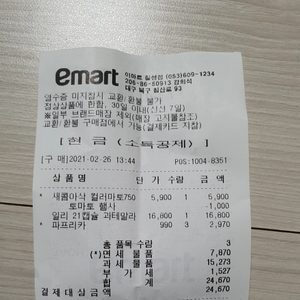 emart
이마트 칠성점 (053)609-1234
206-86-50913 강희석
대구 북구 침산로 93
영수증 미지참시 교환/환불 불가
정상상품에 한함, 30일 이내(신선 7일)
※일부 브랜드매장 제외(매장 고지물참조)
교환/환불 구매점에서 가능(결제카드 지참)
[현 금 (소득공제)]
[구 매]2021-02-26 13:44 POS:1004-8351
상 품 명 단 가 수량 금 액
* 새콤마식 컬러마토750 5,900 1 5,900
토마토 행사 -1,000
일리 21캡슐 과테말라 16,800 1 16,800
* 파프리카 990 3 2,970
총 품목 수량 3
(*)면 세 물품 7,870
과 세 물품 15,273
부 가 세 1,527
합 계 24,670
결 제 대 상 금 액 24,670